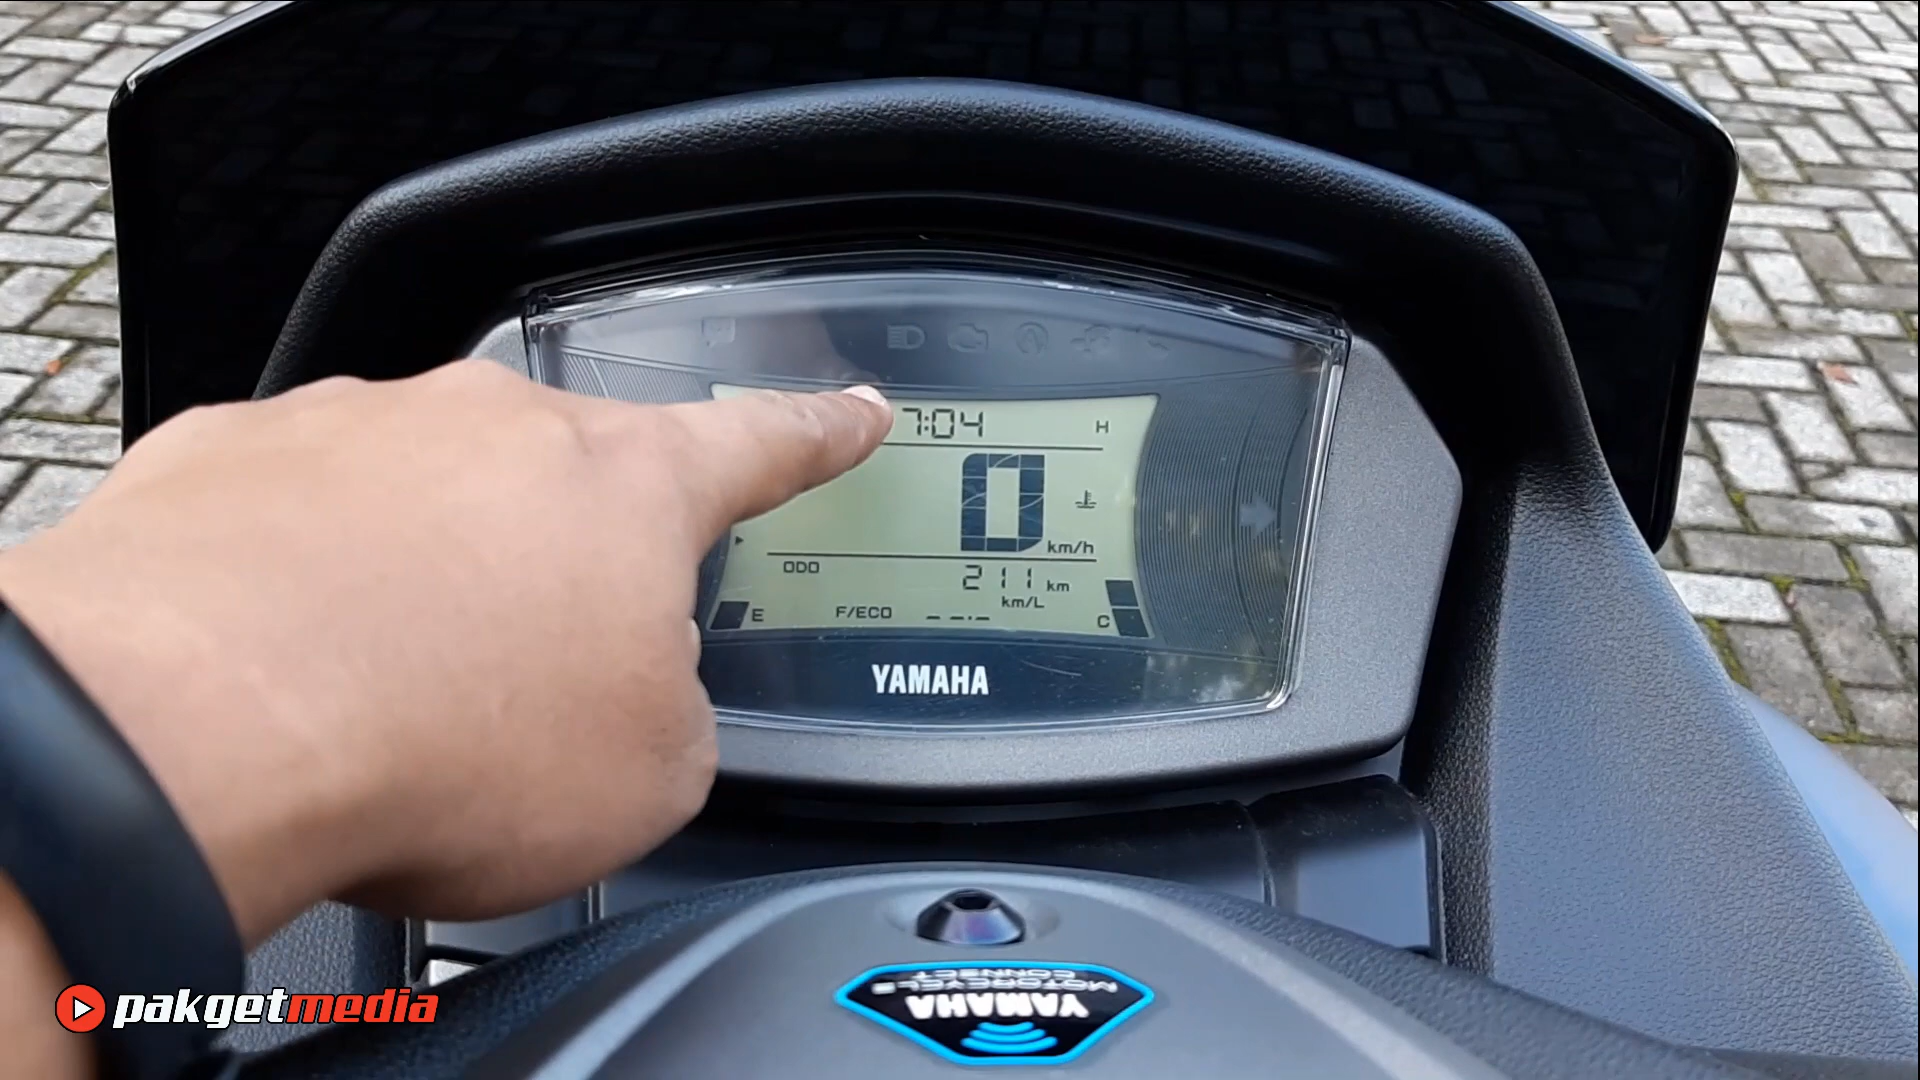 7:04
H
0
km/h
ODO
211 km
km/L
E
F/ECO
--.-
C
YAMAHA
YAMAHA
MOTORCYCLE
CONNECT
pakgetmedia